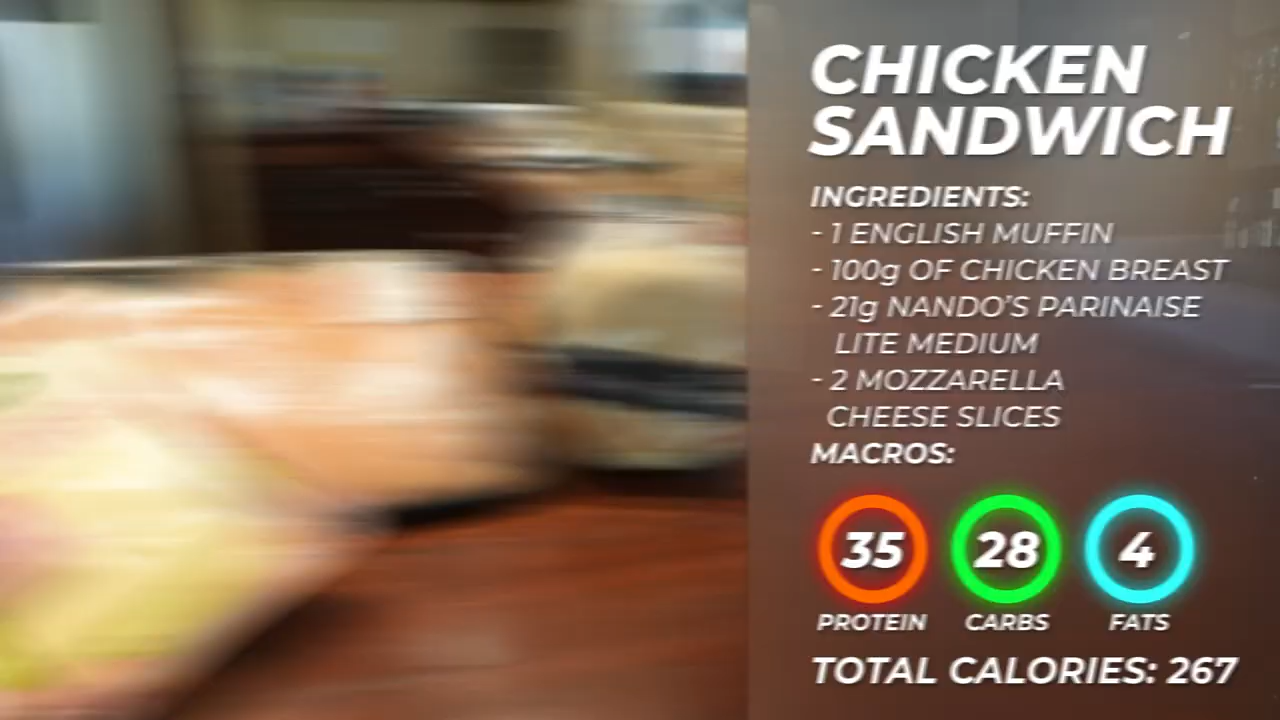 CHICKEN
SANDWICH
INGREDIENTS:
- 1 ENGLISH MUFFIN
- 100g OF CHICKEN BREAST
- 21g NANDO'S PARINAISE
LITE MEDIUM
- 2 MOZZARELLA
CHEESE SLICES
MACROS:
35 28 4
PROTEIN CARBS FATS
TOTAL CALORIES: 267